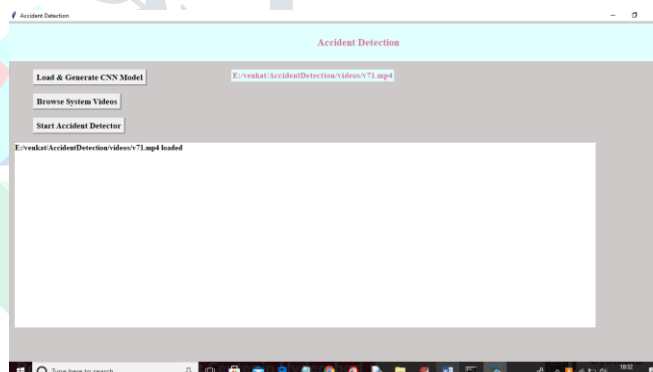 Accident Detection
Accident Detection
Load & Generate CNN Model
E:/venkat/AccidentDetection/videos/v71.mp4
Browse System Videos
Start Accident Detector
E:/venkat/AccidentDetection/videos/v71.mp4 loaded
Type here to search
18:32